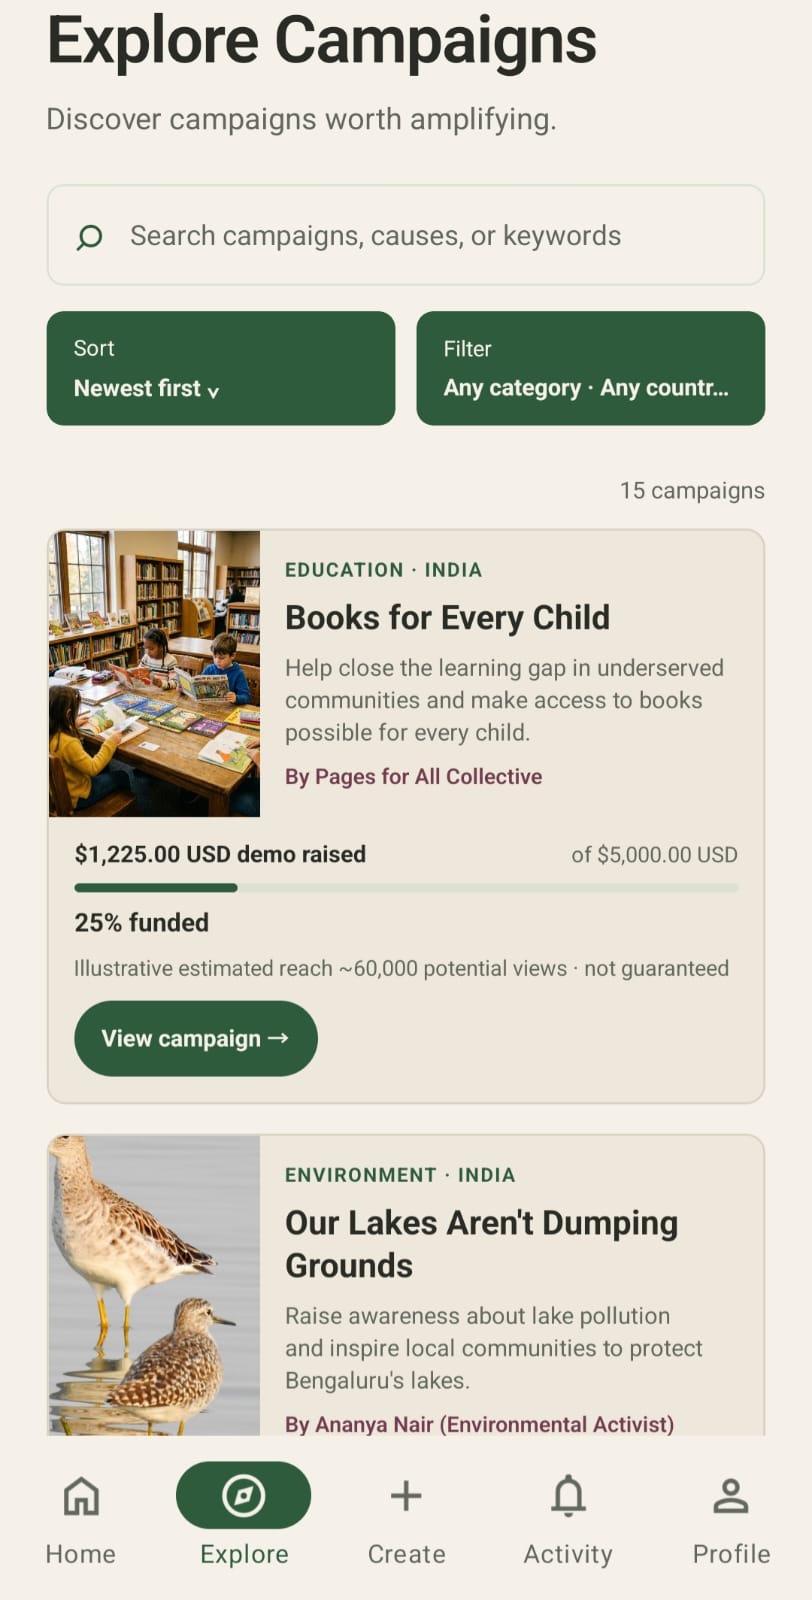 Explore Campaigns
Discover campaigns worth amplifying.
Search campaigns, causes, or keywords
Sort
Newest first
Filter
Any category · Any countr...
15 campaigns
EDUCATION · INDIA
Books for Every Child
Help close the learning gap in underserved
communities and make access to books
possible for every child.
By Pages for All Collective
$1,225.00 USD demo raised
of $5,000.00 USD
25% funded
Illustrative estimated reach ~60,000 potential views · not guaranteed
View campaign →
ENVIRONMENT · INDIA
Our Lakes Aren't Dumping
Grounds
Raise awareness about lake pollution
and inspire local communities to protect
Bengaluru's lakes.
By Ananya Nair (Environmental Activist)
Home
Explore
Create
Activity
Profile